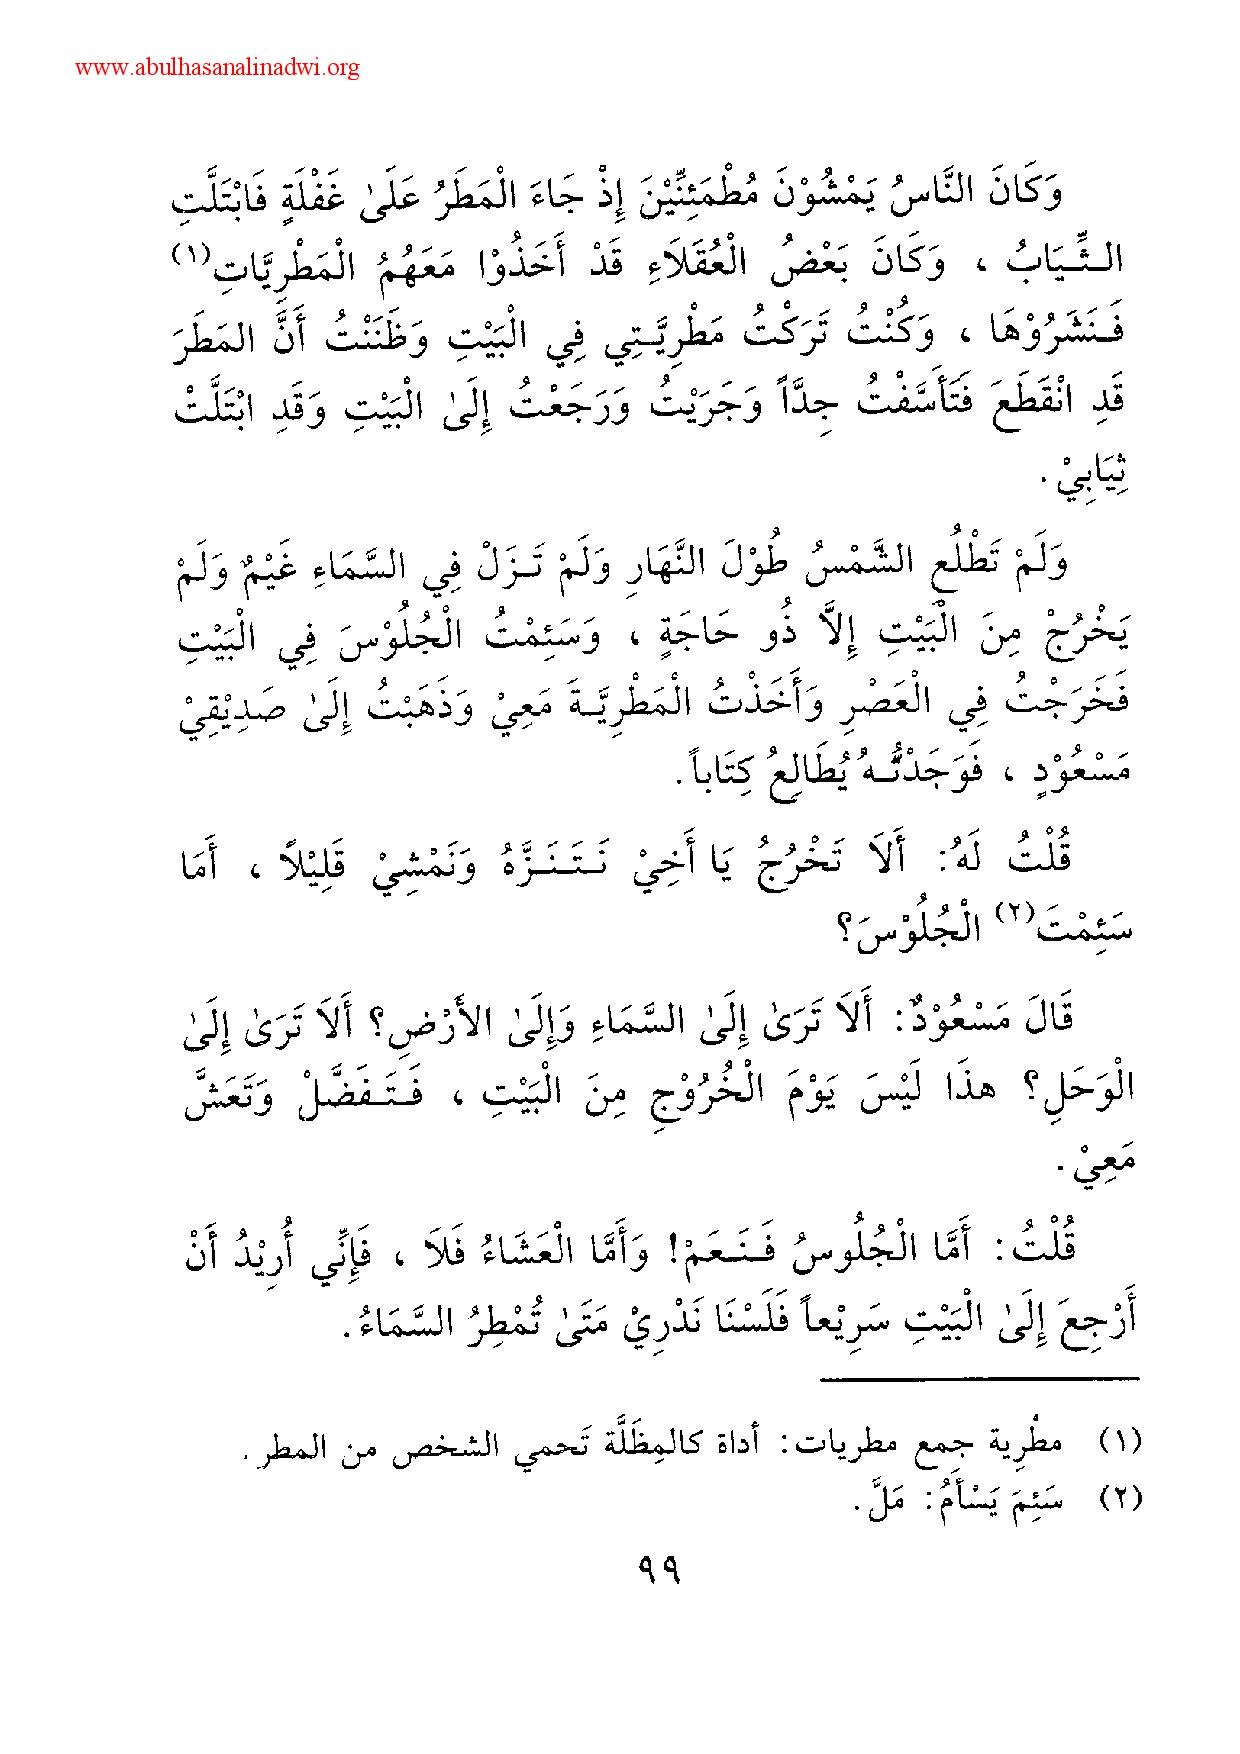 www.abulhasanalinadwi.org
وَكَانَ النَّاسُ يَمْشُوْنَ مُطْمَئِنِّيْنَ إِذْ جَاءَ الْمَطَرُ عَلَىٰ غَفْلَةٍ فَابْتَلَّتِ
الثِّيَابُ ، وَكَانَ بَعْضُ الْعُقَلَاءِ قَدْ أَخَذُوْا مَعَهُمُ الْمَطْرِيَّاتِ(١)
فَنَشَرُوْهَا ، وَكُنْتُ تَرَكْتُ مَطْرِيَّتِي فِي الْبَيْتِ وَظَنَنْتُ أَنَّ المَطَرَ
قَدِ انْقَطَعَ فَتَأَسَّفْتُ جِدَّاً وَجَرَيْتُ وَرَجَعْتُ إِلَىٰ الْبَيْتِ وَقَدِ ابْتَلَّتْ
ثِيَابِيْ .
وَلَمْ تَطْلُعِ الشَّمْسُ طُوْلَ النَّهَارِ وَلَمْ تَزَلْ فِي السَّمَاءِ غَيْمٌ وَلَمْ
يَخْرُجْ مِنَ الْبَيْتِ إِلاَّ ذُو حَاجَةٍ ، وَسَئِمْتُ الْجُلُوْسَ فِي الْبَيْتِ
فَخَرَجْتُ فِي الْعَصْرِ وَأَخَذْتُ الْمَطْرِيَّةَ مَعِيْ وَذَهَبْتُ إِلَىٰ صَدِيْقِيْ
مَسْعُوْدٍ ، فَوَجَدْتُهُ يُطَالِعُ كِتَاباً.
قُلْتُ لَهُ: أَلَا تَخْرُجُ يَا أَخِيْ نَتَنَزَّهُ وَنَمْشِيْ قَلِيْلاً ، أَمَا
سَئِمْتَ(٢) الْجُلُوْسَ؟
قَالَ مَسْعُوْدٌ: أَلَا تَرَىٰ إِلَىٰ السَّمَاءِ وَإِلَىٰ الأَرْضِ؟ أَلَا تَرَىٰ إِلَىٰ
الْوَحَلِ؟ هذَا لَيْسَ يَوْمَ الْخُرُوْجِ مِنَ الْبَيْتِ ، فَتَفَضَّلْ وَتَعَشَّ
مَعِيْ .
قُلْتُ: أَمَّا الْجُلُوسُ فَنَعَمْ! وَأَمَّا الْعَشَاءُ فَلَا ، فَإِنِّي أُرِيْدُ أَنْ
أَرْجِعَ إِلَىٰ الْبَيْتِ سَرِيْعاً فَلَسْنَا نَدْرِيْ مَتَىٰ تُمْطِرُ السَّمَاءُ.
(١) مطْرِية جمع مطريات: أداة كالمِظَلَّة تَحمي الشخص من المطر .
(٢) سَئِمَ يَسْأَمُ: مَلَّ .
٩٩